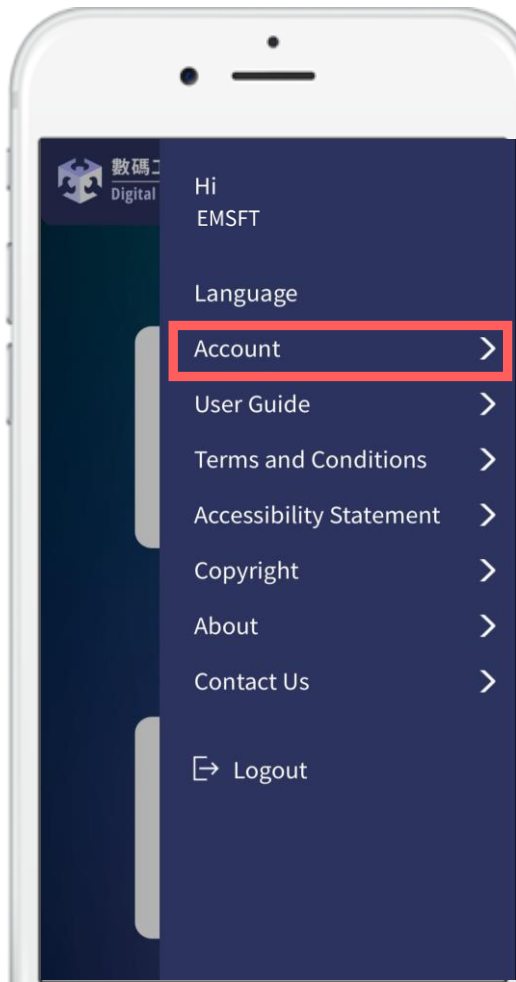 數碼
Digital
Hi
EMSFT
Language
Account
User Guide
Terms and Conditions
Accessibility Statement
Copyright
About
Contact Us
Logout